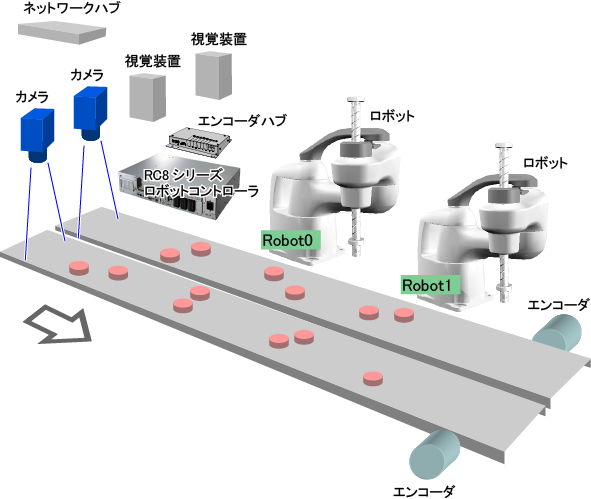 ネットワークハブ
視覚装置
視覚装置
カメラ
カメラ
エンコーダハブ
ロボット
RC8 シリーズ
ロボットコントローラ
ロボット
Robot0
Robot1
エンコーダ
エンコーダ